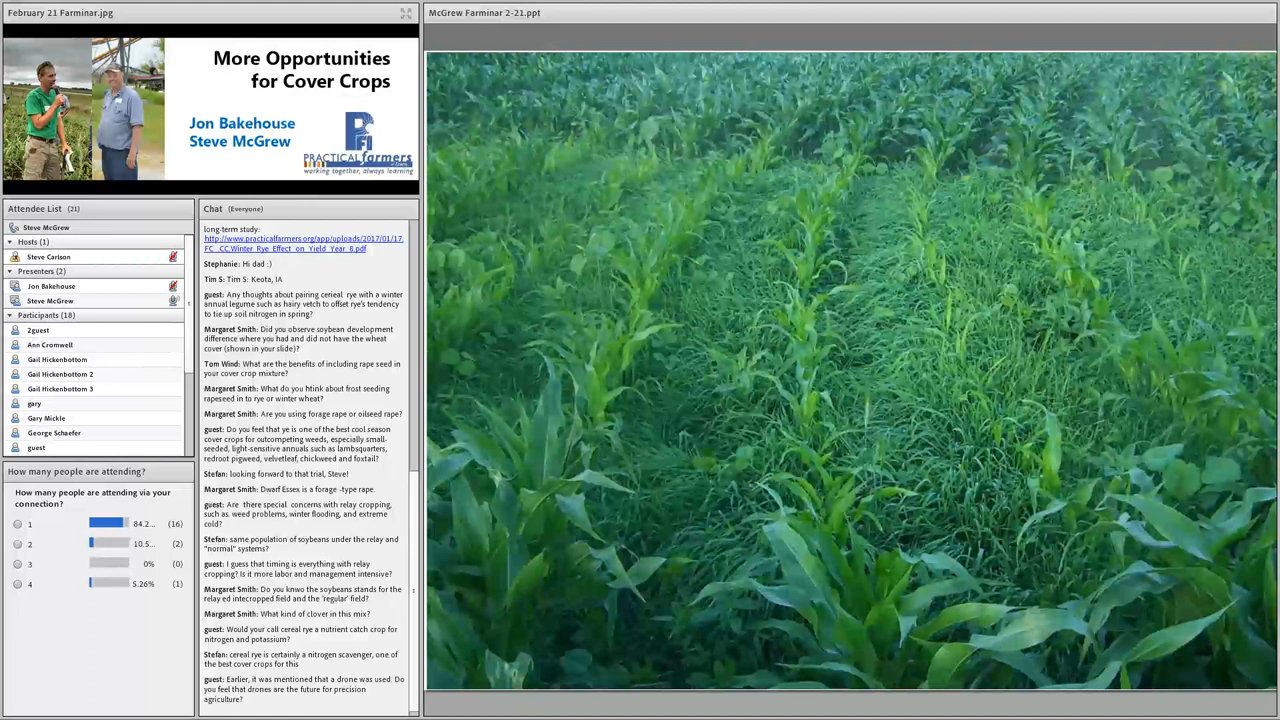 February 21 Farminar.jpg
More Opportunities
for Cover Crops
Jon Bakehouse
Steve McGrew
PFI
PRACTICAL farmers
working together, always learning
Attendee List (21)
Steve McGrew
Hosts (1)
Steve Carlson
Presenters (2)
Jon Bakehouse
Steve McGrew
Participants (18)
2guest
Ann Cromwell
Gail Hickenbottom
Gail Hickenbottom 2
Gail Hickenbottom 3
gary
Gary Mickle
George Schaefer
guest
How many people are attending?
How many people are attending via your
connection?
1 84.2... (16)
2 10.5... (2)
3 0% (0)
4 5.26% (1)
Chat (Everyone)
long-term study:
http://www.practicalfarmers.org/app/uploads/2017/01/17.
FC_.CC.Winter_Rye_Effect_on_Yield_Year_8.pdf
Stephanie: Hi dad :)
Tim S: Tim S: Keota, IA
guest: Any thoughts about pairing cerieal rye with a winter
annual legume such as hairy vetch to offset rye's tendency
to tie up soil nitrogen in spring?
Margaret Smith: Did you observe soybean development
difference where you had and did not have the wheat
cover (shown in your slide)?
Tom Wind: What are the benefits of including rape seed in
your cover crop mixture?
Margaret Smith: What do you htink about frost seeding
rapeseed in to rye or winter wheat?
Margaret Smith: Are you using forage rape or oilseed rape?
guest: Do you feel that ye is one of the best cool season
cover crops for outcompeting weeds, especially small-
seeded, light-sensitive annuals such as lambsquarters,
redroot pigweed, velvetleaf, chickweed and foxtail?
Stefan: looking forward to that trial, Steve!
Margaret Smith: Dwarf Essex is a forage -type rape.
guest: Are there special concerns with relay cropping,
such as. weed problems, winter flooding, and extreme
cold?
Stefan: same population of soybeans under the relay and
"normal" systems?
guest: I guess that timing is everything with relay
cropping? Is it more labor and management intensive?
Margaret Smith: Do you knwo the soybeans stands for the
relay ed intecropped field and the 'regular' field?
Margaret Smith: What kind of clover in this mix?
guest: Would your call cereal rye a nutrient catch crop for
nitrogen and potassium?
Stefan: cereal rye is certainly a nitrogen scavenger, one of
the best cover crops for this
guest: Earlier, it was mentioned that a drone was used. Do
you feel that drones are the future for precision
agriculture?
McGrew Farminar 2-21.ppt